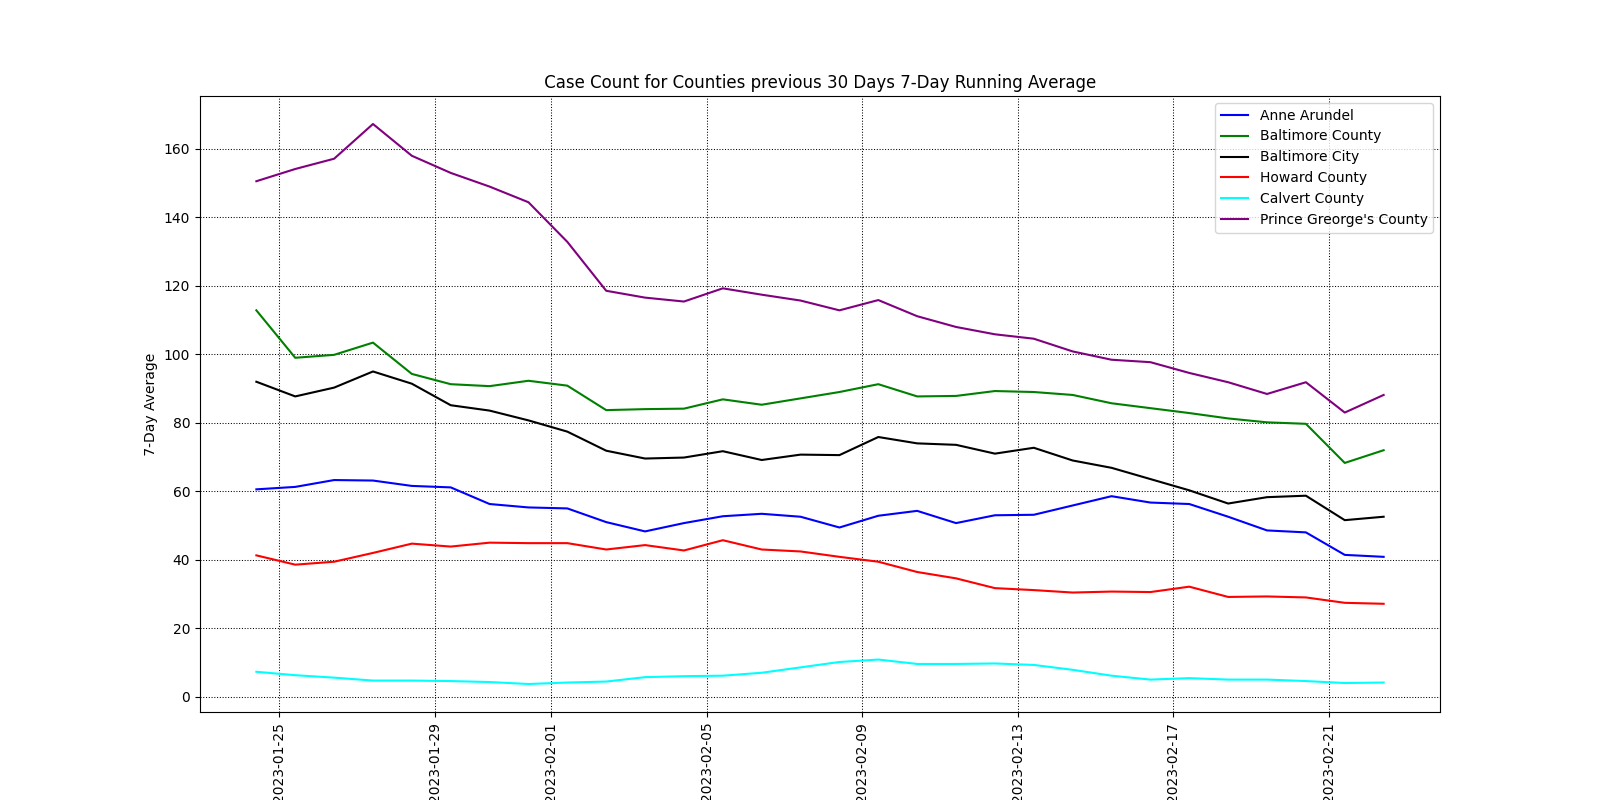 Case Count for Counties previous 30 Days 7-Day Running Average
Anne Arundel
Baltimore County
Baltimore City
Howard County
Calvert County
Prince Greorge's County
7-Day Average
160
140
120
100
80
60
40
20
0
2023-01-25
2023-01-29
2023-02-01
2023-02-05
2023-02-09
2023-02-13
2023-02-17
2023-02-21